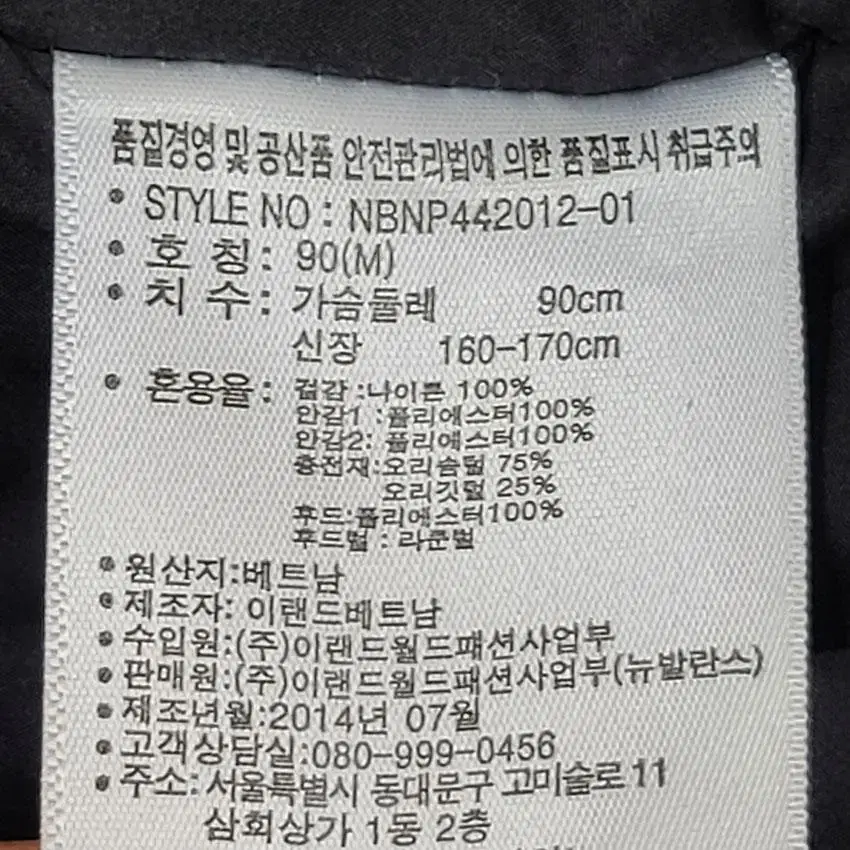 품질경영 및 공산품 안전관리법에 의한 품질표시 취급주의
• STYLE NO : NBNP442012-01
• 호 칭 : 90(M)
• 치 수 : 가슴둘레 90cm
신장 160-170cm
• 혼용율 : 겉감 :나이론 100%
안감1 :폴리에스터100%
안감2: 폴리에스터100%
충전재:오리솜털 75%
오리깃털 25%
후드:폴리에스터100%
후드털 : 라쿤털
• 원산지:베트남
• 제조자: 이랜드베트남
• 수입원:(주)이랜드월드패션사업부
• 판매원:(주)이랜드월드패션사업부(뉴발란스)
• 제조년월:2014년 07월
• 고객상담실:080-999-0456
• 주소: 서울특별시 동대문구 고미술로11
삼희상가 1동 2층